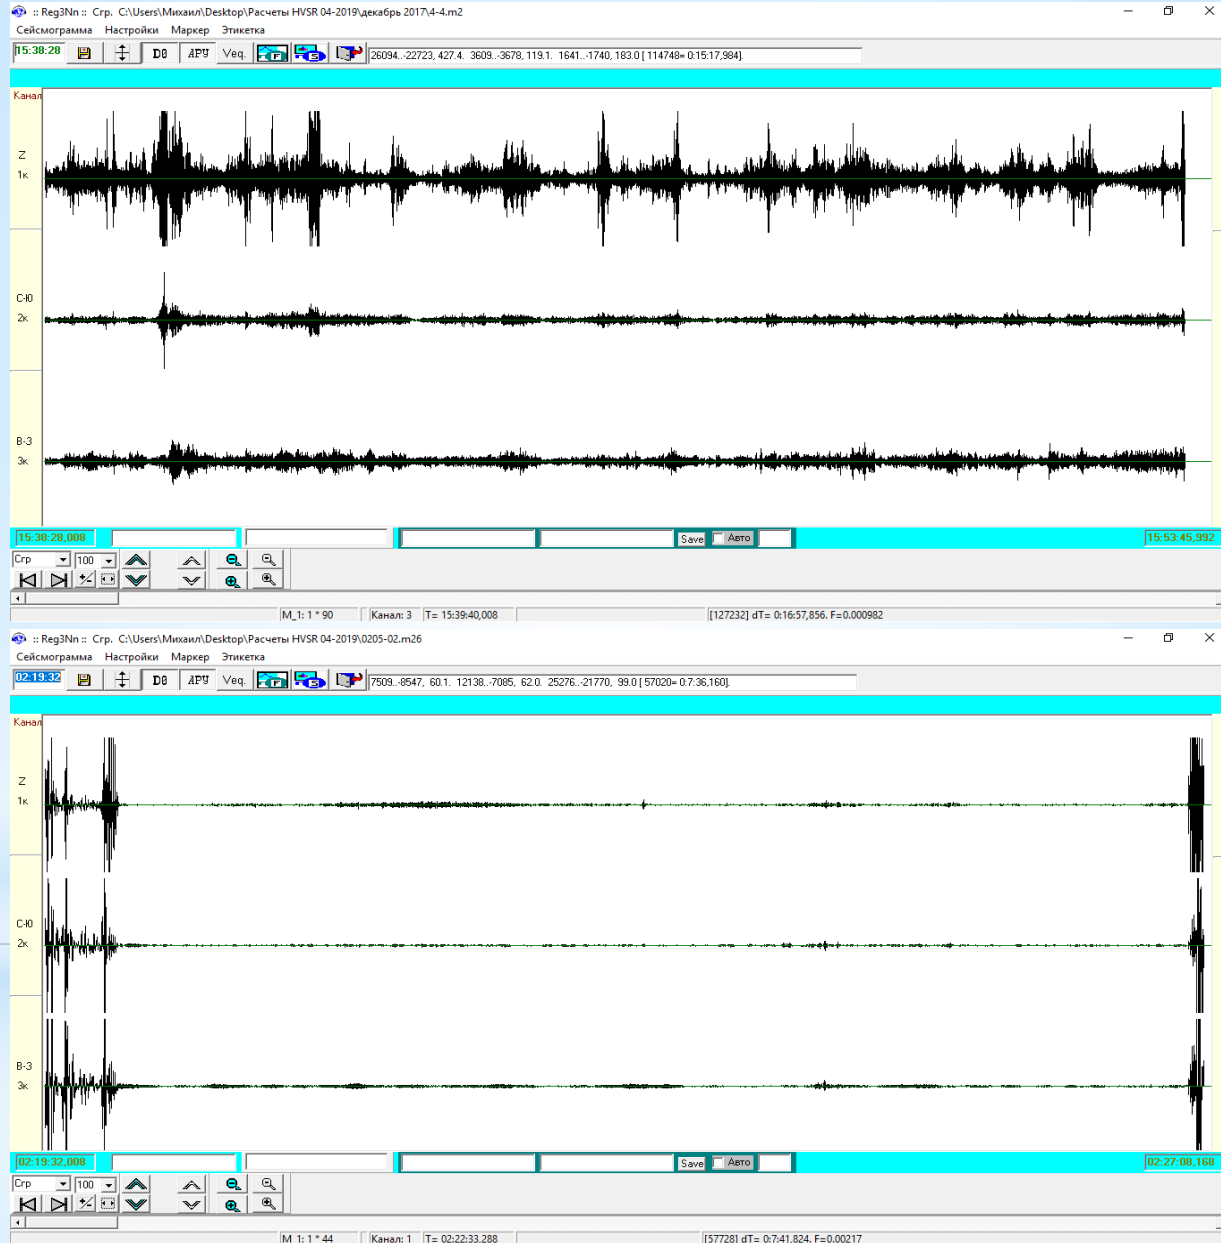 :: Reg3Nn :: Сгр. C:\Users\Михаил\Desktop\Расчеты HVSR 04-2019\декабрь 2017\4-4.m2
Сейсмограмма Настройки Маркер Этикетка
15:38:28 D0 АРУ Veq. F S 26094..-22723, 427.4. 3609..-3678, 119.1. 1641..-1740, 183.0 [ 114748= 0:15:17,984].
Канал
Z
1к
С-Ю
2к
В-З
3к
15:38:28,008 Save Авто 15:53:45,992
Сгр 100
М_1: 1 * 90 Канал: 3 T= 15:39:40,008 [127232] dT= 0:16:57,856. F=0.000982
:: Reg3Nn :: Сгр. C:\Users\Михаил\Desktop\Расчеты HVSR 04-2019\0205-02.m26
Сейсмограмма Настройки Маркер Этикетка
02:19:32 D0 АРУ Veq. F S 7509..-8547, 60.1. 12138..-7085, 62.0. 25276..-21770, 99.0 [ 57020= 0:7:36,160].
Канал
Z
1к
С-Ю
2к
В-З
3к
02:19:32,008 Save Авто 02:27:08,168
Сгр 100
М_1: 1 * 44 Канал: 1 T= 02:22:33,288 [57728] dT= 0:7:41,824. F=0.00217